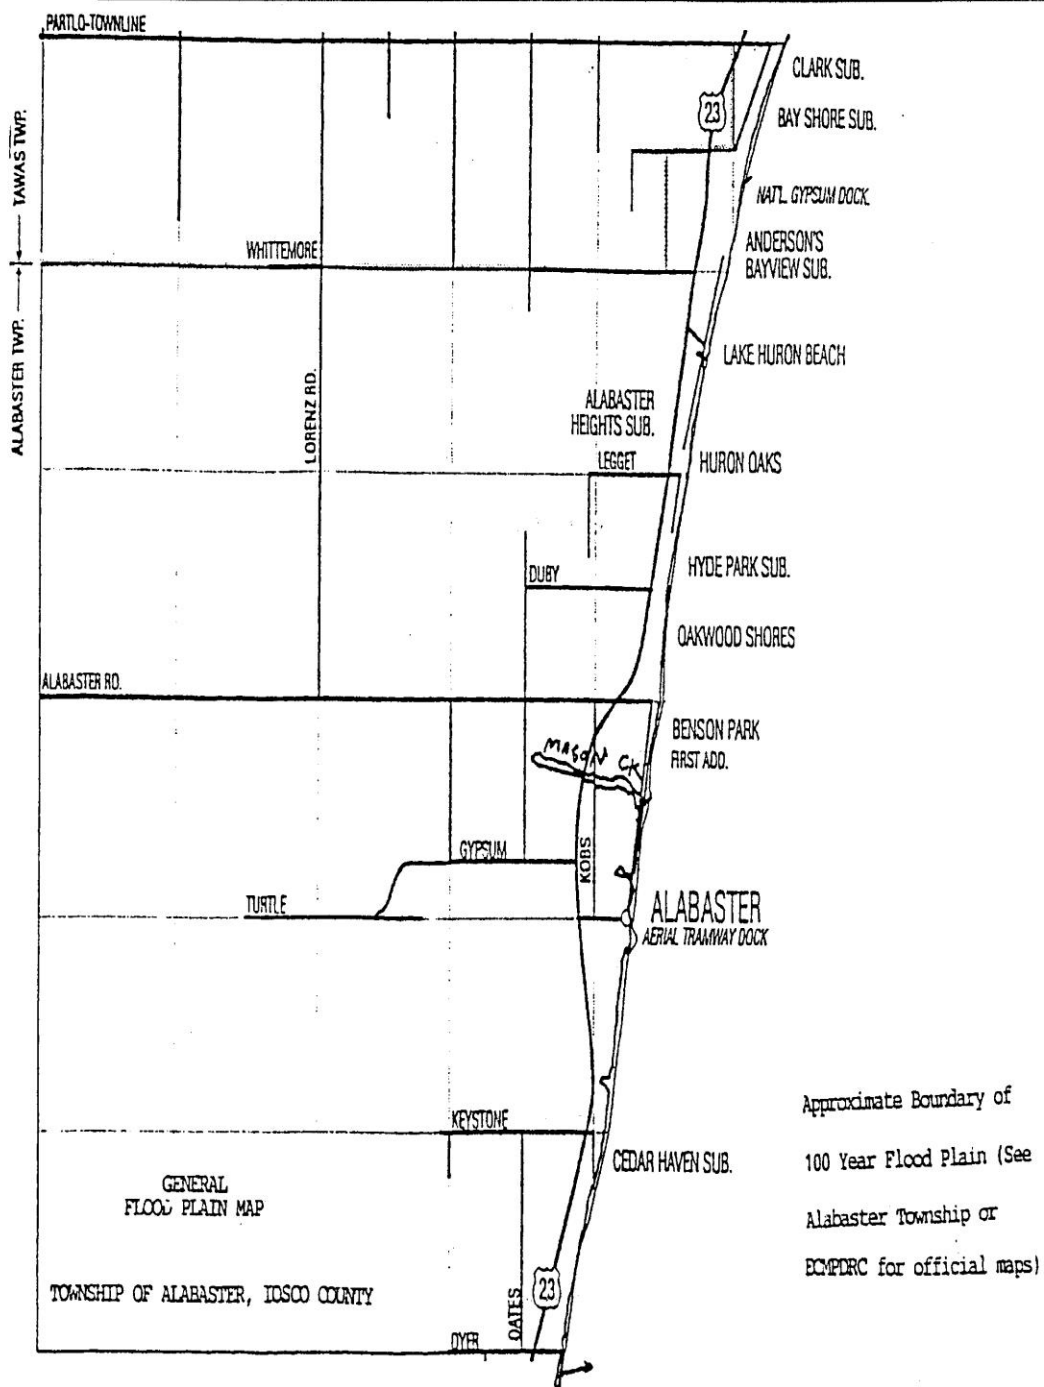 PARTLO-TOWNLINE
CLARK SUB.
23
BAY SHORE SUB.
TAWAS TWP.
NAT'L. GYPSUM DOCK.
WHITTEMORE
ANDERSON'S
BAYVIEW SUB.
ALABASTER TWP.
LAKE HURON BEACH
LORENZ RD.
ALABASTER
HEIGHTS SUB.
LEGGET
HURON OAKS
DUBY
HYDE PARK SUB.
OAKWOOD SHORES
ALABASTER RD.
BENSON PARK
FIRST ADD.
MASON CK
GYPSUM
KOBS
TURTLE
ALABASTER
AERIAL TRAMWAY DOCK
KEYSTONE
CEDAR HAVEN SUB.
Approximate Boundary of
100 Year Flood Plain (See
Alabaster Township or
ECMPDRC for official maps)
GENERAL
FLOOD PLAIN MAP
TOWNSHIP OF ALABASTER, IOSCO COUNTY
OATES
23
DYER